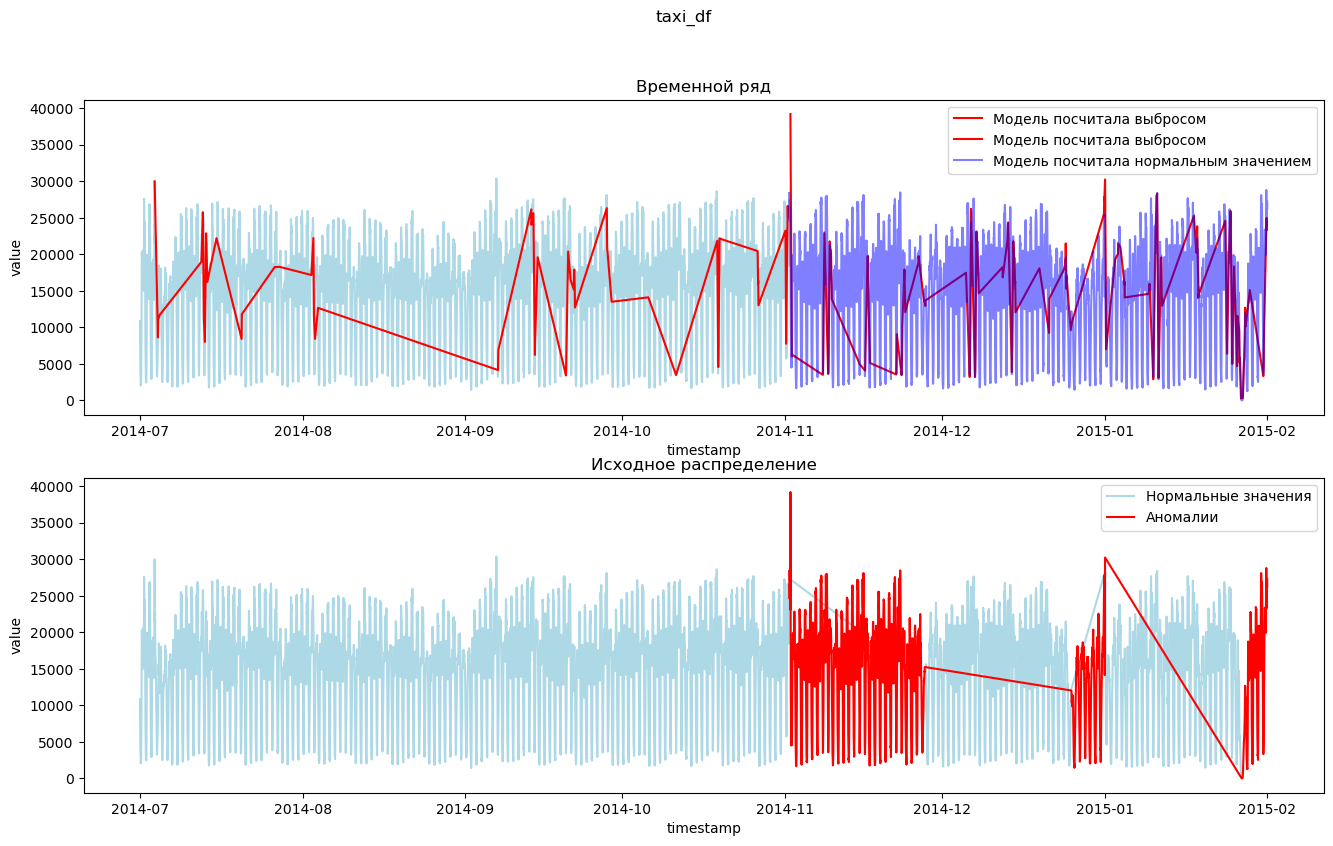 taxi_df
Временной ряд
40000
35000
30000
25000
20000
15000
10000
5000
0
value
Модель посчитала выбросом
Модель посчитала выбросом
Модель посчитала нормальным значением
2014-07 2014-08 2014-09 2014-10 2014-11 2014-12 2015-01 2015-02
timestamp
Исходное распределение
40000
35000
30000
25000
20000
15000
10000
5000
0
value
Нормальные значения
Аномалии
2014-07 2014-08 2014-09 2014-10 2014-11 2014-12 2015-01 2015-02
timestamp